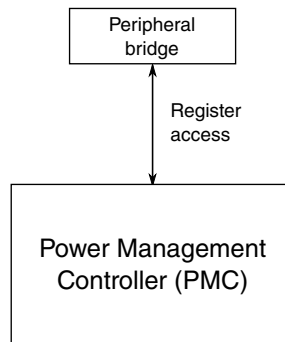 Peripheral
bridge
Register
access
Power Management
Controller (PMC)